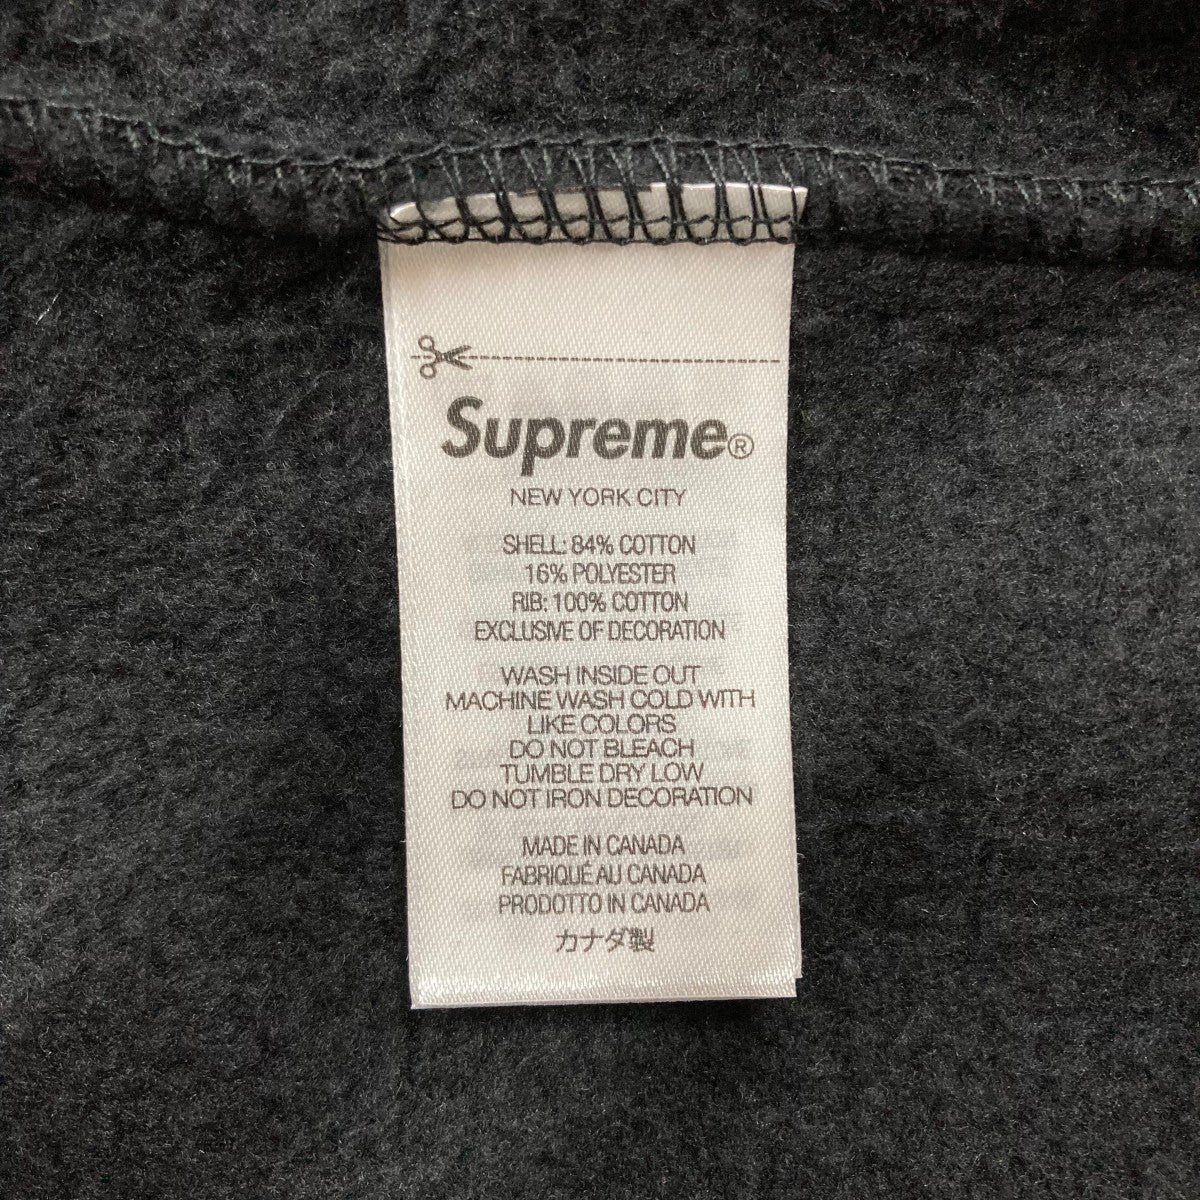 Supreme®
NEW YORK CITY
SHELL: 84% COTTON
16% POLYESTER
RIB: 100% COTTON
EXCLUSIVE OF DECORATION
WASH INSIDE OUT
MACHINE WASH COLD WITH
LIKE COLORS
DO NOT BLEACH
TUMBLE DRY LOW
DO NOT IRON DECORATION
MADE IN CANADA
FABRIQUÉ AU CANADA
PRODOTTO IN CANADA
カナダ製